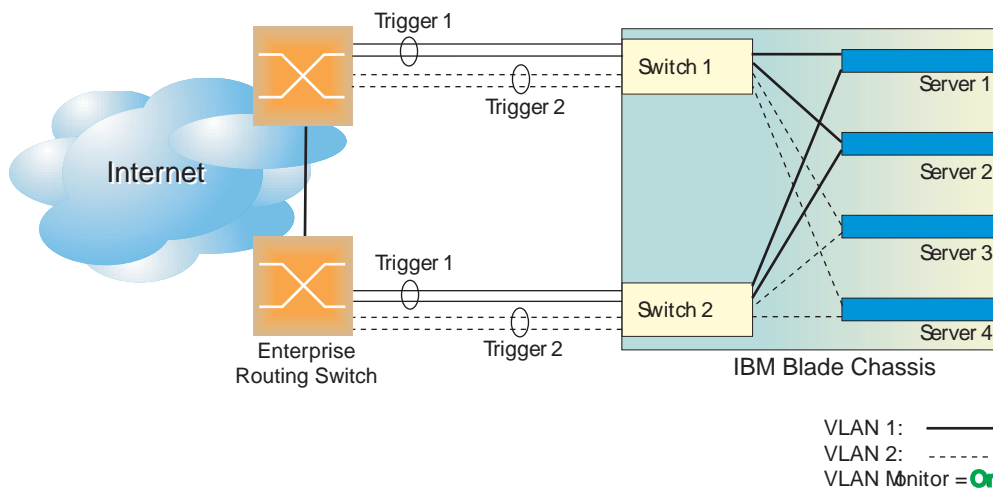 Trigger 1
Trigger 2
Switch 1
Server 1
Server 2
Server 3
Server 4
Internet
Trigger 1
Trigger 2
Switch 2
Enterprise
Routing Switch
IBM Blade Chassis
VLAN 1:
VLAN 2:
VLAN Monitor =